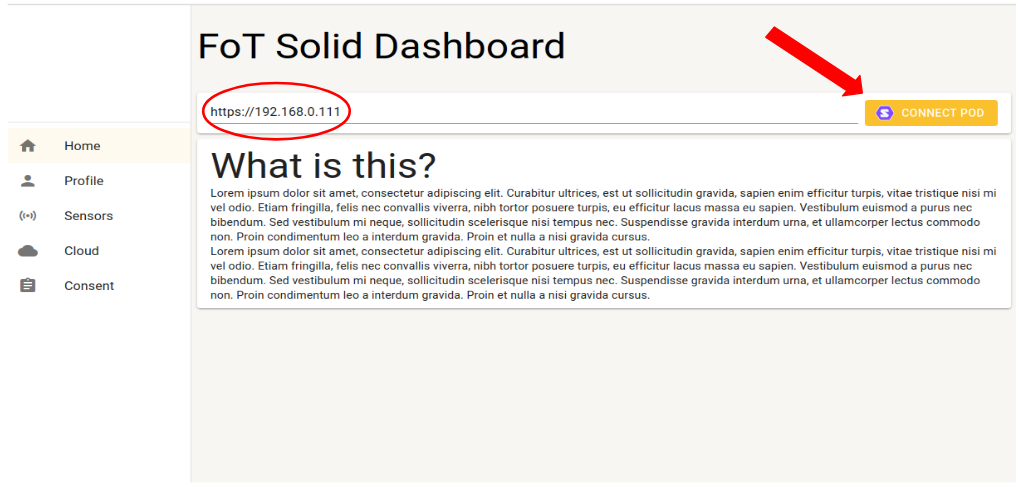 FoT Solid Dashboard
https://192.168.0.111
CONNECT POD
Home
Profile
Sensors
Cloud
Consent
What is this?
Lorem ipsum dolor sit amet, consectetur adipiscing elit. Curabitur ultrices, est ut sollicitudin gravida, sapien enim efficitur turpis, vitae tristique nisi mi
vel odio. Etiam fringilla, felis nec convallis viverra, nibh tortor posuere turpis, eu efficitur lacus massa eu sapien. Vestibulum euismod a purus nec
bibendum. Sed vestibulum mi neque, sollicitudin scelerisque nisi tempus nec. Suspendisse gravida interdum urna, et ullamcorper lectus commodo
non. Proin condimentum leo a interdum gravida. Proin et nulla a nisi gravida cursus.
Lorem ipsum dolor sit amet, consectetur adipiscing elit. Curabitur ultrices, est ut sollicitudin gravida, sapien enim efficitur turpis, vitae tristique nisi mi
vel odio. Etiam fringilla, felis nec convallis viverra, nibh tortor posuere turpis, eu efficitur lacus massa eu sapien. Vestibulum euismod a purus nec
bibendum. Sed vestibulum mi neque, sollicitudin scelerisque nisi tempus nec. Suspendisse gravida interdum urna, et ullamcorper lectus commodo
non. Proin condimentum leo a interdum gravida. Proin et nulla a nisi gravida cursus.